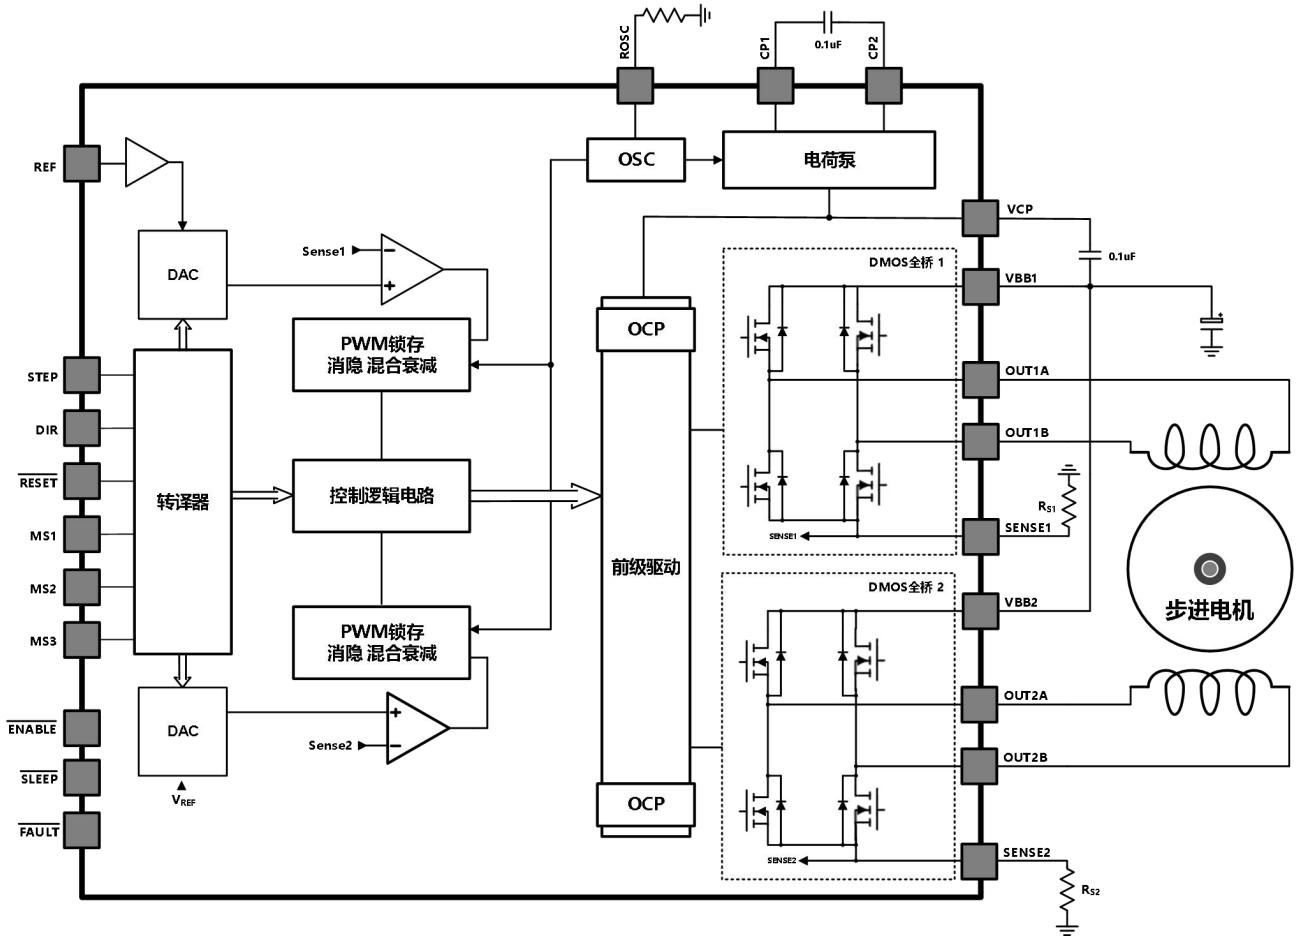 ROSC
CP1
0.1uF
CP2
REF
OSC
电荷泵
VCP
0.1uF
DAC
Sense1
DMOS全桥 1
VBB1
OCP
PWM锁存
消隐 混合衰减
STEP
OUT1A
DIR
OUT1B
RESET
转译器
控制逻辑电路
RS1
MS1
SENSE1
SENSE1
前级驱动
MS2
DMOS全桥 2
VBB2
步进电机
MS3
PWM锁存
消隐 混合衰减
OUT2A
ENABLE
DAC
Sense2
OUT2B
SLEEP
VREF
OCP
FAULT
SENSE2
SENSE2
RS2